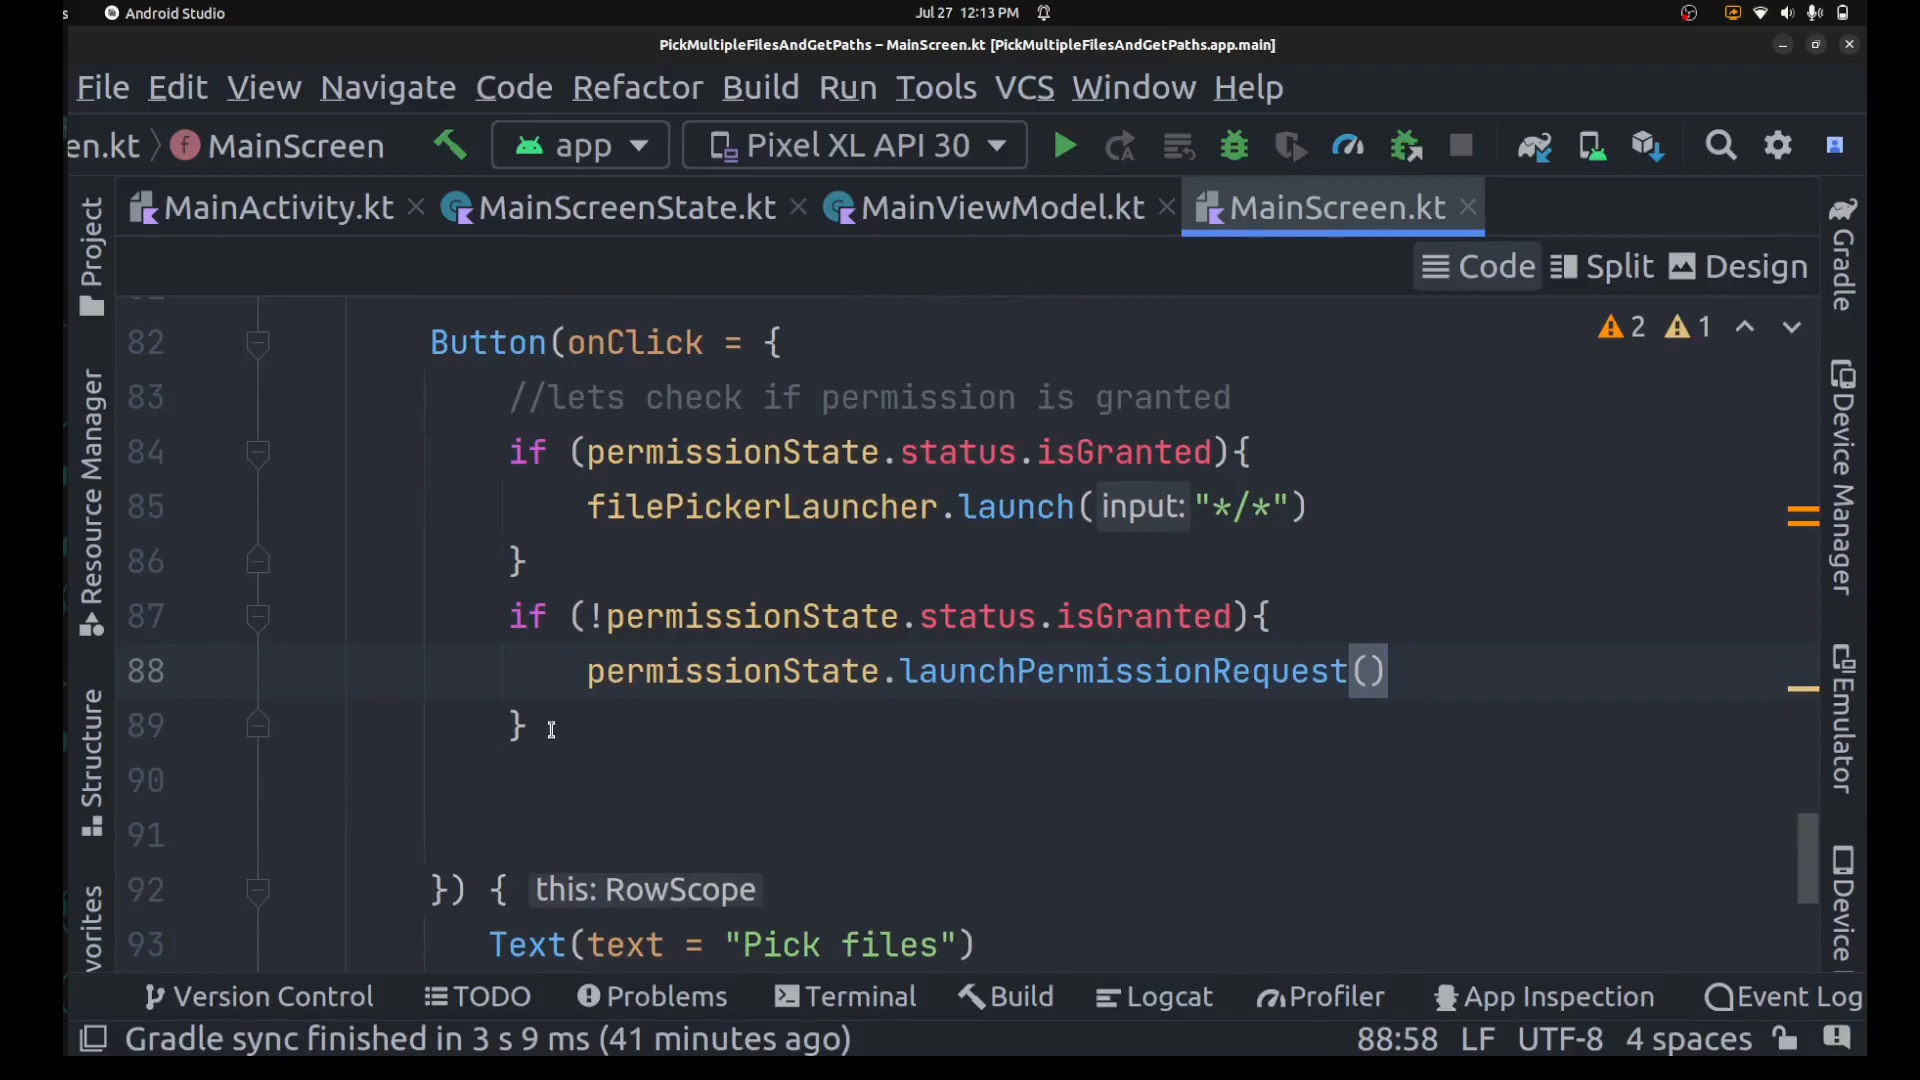 s Android Studio Jul 27 12:13 PM
PickMultipleFilesAndGetPaths – MainScreen.kt [PickMultipleFilesAndGetPaths.app.main]
File Edit View Navigate Code Refactor Build Run Tools VCS Window Help
en.kt MainScreen app Pixel XL API 30
MainActivity.kt MainScreenState.kt MainViewModel.kt MainScreen.kt
Code Split Design
2 1
82 Button(onClick = {
83 //lets check if permission is granted
84 if (permissionState.status.isGranted){
85 filePickerLauncher.launch( input: "*/*")
86 }
87 if (!permissionState.status.isGranted){
88 permissionState.launchPermissionRequest()
89 }
90
91
92 }) { this: RowScope
93 Text(text = "Pick files")
Project
Resource Manager
Structure
vorites
Gradle
Device Manager
Emulator
Device
Version Control TODO Problems Terminal Build Logcat Profiler App Inspection Event Log
Gradle sync finished in 3 s 9 ms (41 minutes ago) 88:58 LF UTF-8 4 spaces